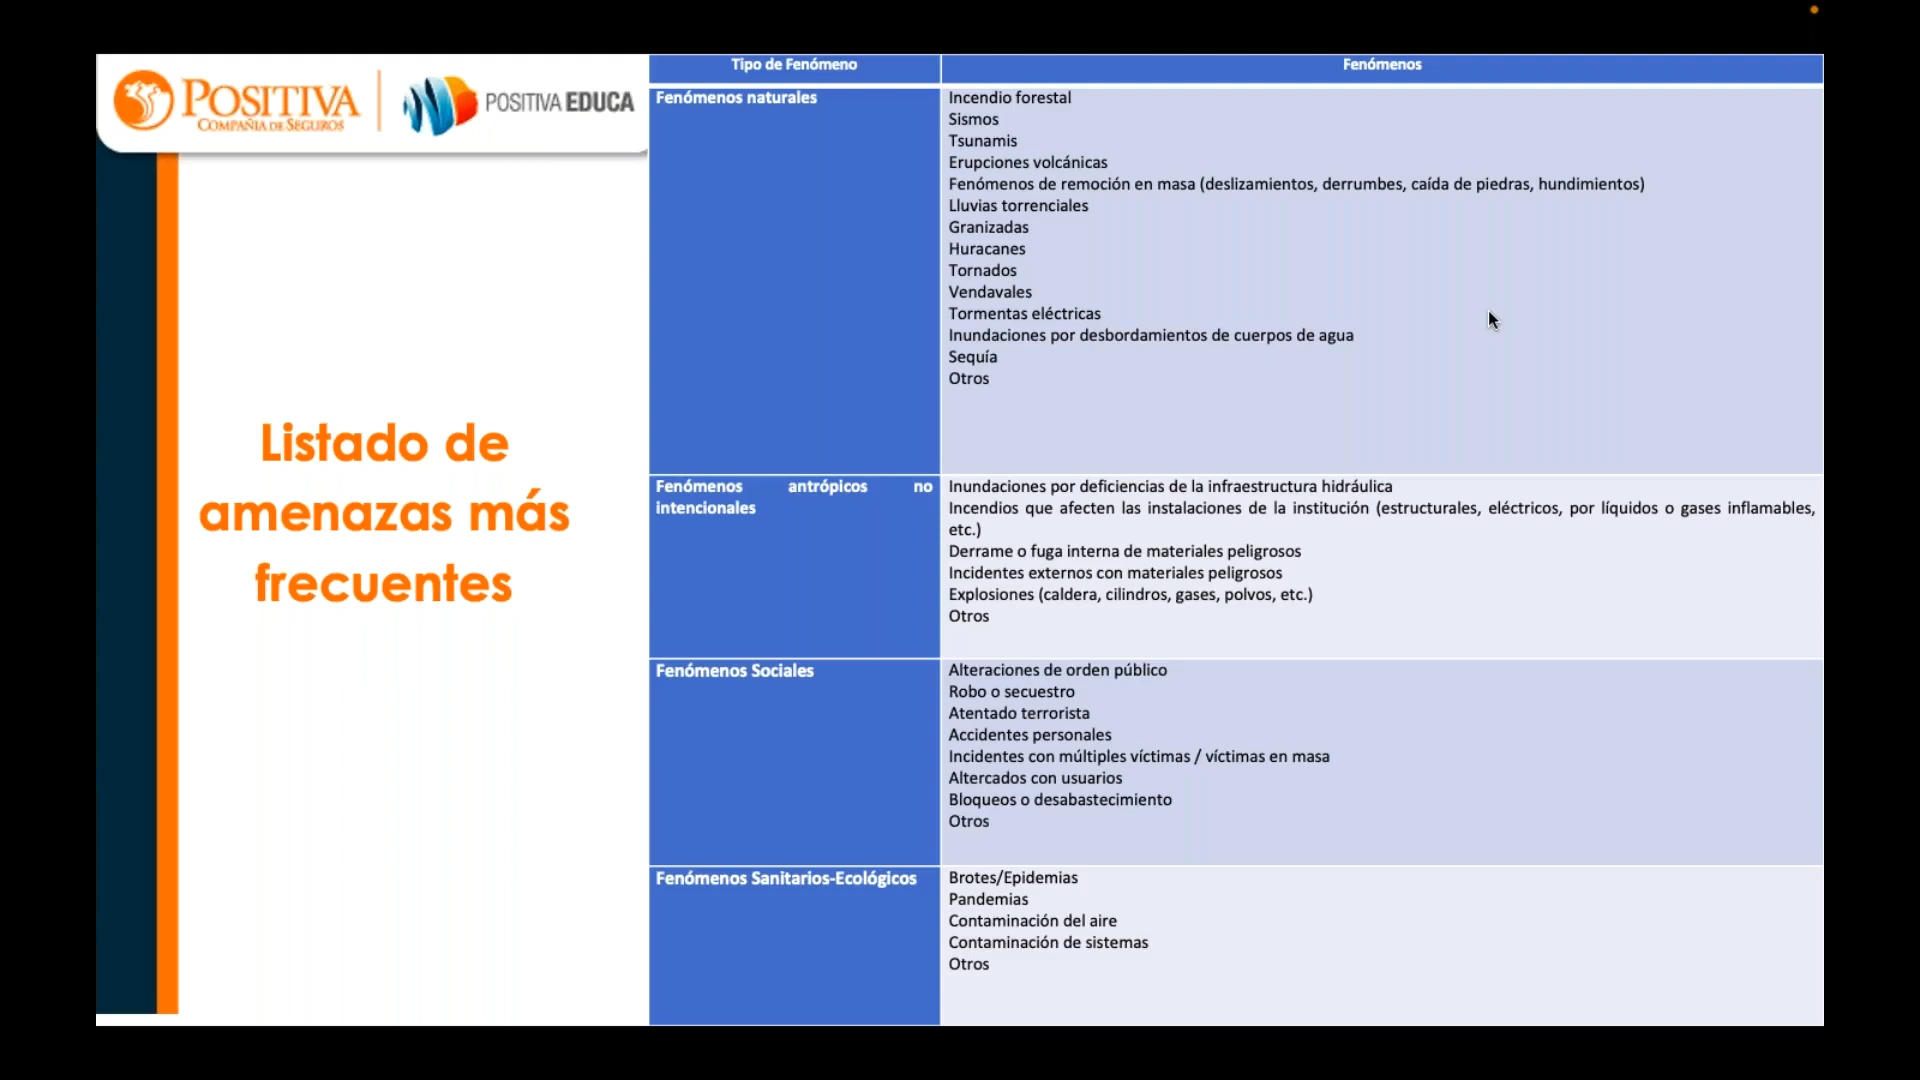 POSITIVA
COMPAÑIA DE SEGUROS
POSITIVA EDUCA
Listado de
amenazas más
frecuentes
Tipo de Fenómeno
Fenómenos
Fenómenos naturales
Incendio forestal
Sismos
Tsunamis
Erupciones volcánicas
Fenómenos de remoción en masa (deslizamientos, derrumbes, caída de piedras, hundimientos)
Lluvias torrenciales
Granizadas
Huracanes
Tornados
Vendavales
Tormentas eléctricas
Inundaciones por desbordamientos de cuerpos de agua
Sequía
Otros
Fenómenos antrópicos no
intencionales
Inundaciones por deficiencias de la infraestructura hidráulica
Incendios que afecten las instalaciones de la institución (estructurales, eléctricos, por líquidos o gases inflamables,
etc.)
Derrame o fuga interna de materiales peligrosos
Incidentes externos con materiales peligrosos
Explosiones (caldera, cilindros, gases, polvos, etc.)
Otros
Fenómenos Sociales
Alteraciones de orden público
Robo o secuestro
Atentado terrorista
Accidentes personales
Incidentes con múltiples víctimas / víctimas en masa
Altercados con usuarios
Bloqueos o desabastecimiento
Otros
Fenómenos Sanitarios-Ecológicos
Brotes/Epidemias
Pandemias
Contaminación del aire
Contaminación de sistemas
Otros